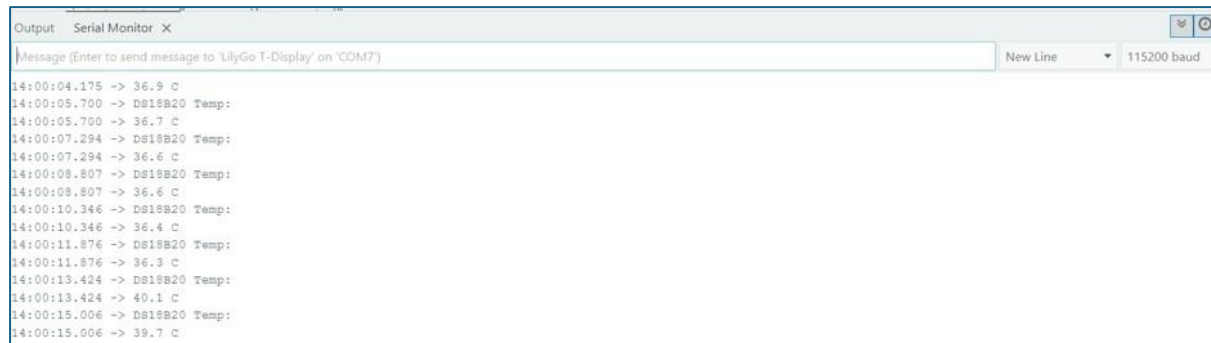 Output Serial Monitor X
Message (Enter to send message to 'LilyGo T-Display' on 'COM7') New Line 115200 baud
14:00:04.175 -> 36.9 C
14:00:05.700 -> DS18B20 Temp:
14:00:05.700 -> 36.7 C
14:00:07.294 -> DS18B20 Temp:
14:00:07.294 -> 36.6 C
14:00:08.807 -> DS18B20 Temp:
14:00:08.807 -> 36.6 C
14:00:10.346 -> DS18B20 Temp:
14:00:10.346 -> 36.4 C
14:00:11.876 -> DS18B20 Temp:
14:00:11.876 -> 36.3 C
14:00:13.424 -> DS18B20 Temp:
14:00:13.424 -> 40.1 C
14:00:15.006 -> DS18B20 Temp:
14:00:15.006 -> 39.7 C